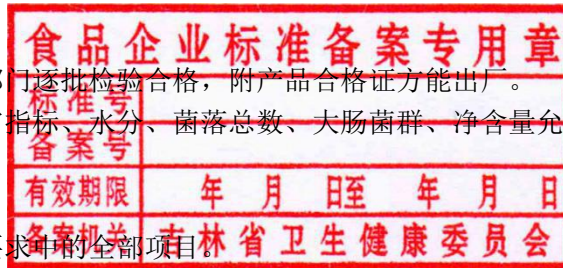 食品企业标准备案专用章
部门逐批检验合格，附产品合格证方能出厂。
标准号
官指标、水分、菌落总数、大肠菌群、净含量允
备案号
有效期限 年 月 日至 年 月 日
要求中的全部项目。
备案机关 吉林省卫生健康委员会